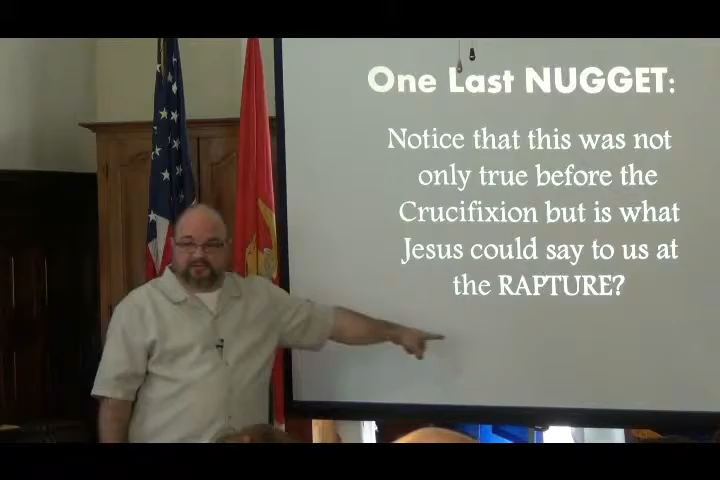 One Last NUGGET:
Notice that this was not
only true before the
Crucifixion but is what
Jesus could say to us at
the RAPTURE?